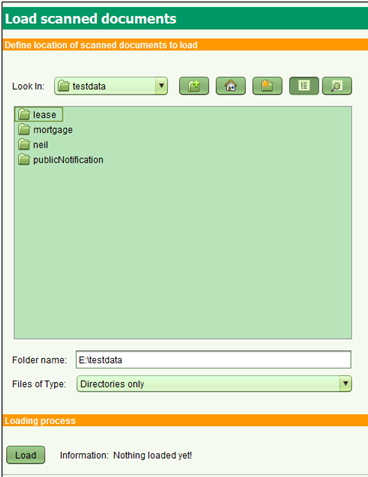 Load scanned documents
Define location of scanned documents to load
Look In: testdata
lease
mortgage
neil
publicNotification
Folder name: E:\testdata
Files of Type: Directories only
Loading process
Load Information: Nothing loaded yet!